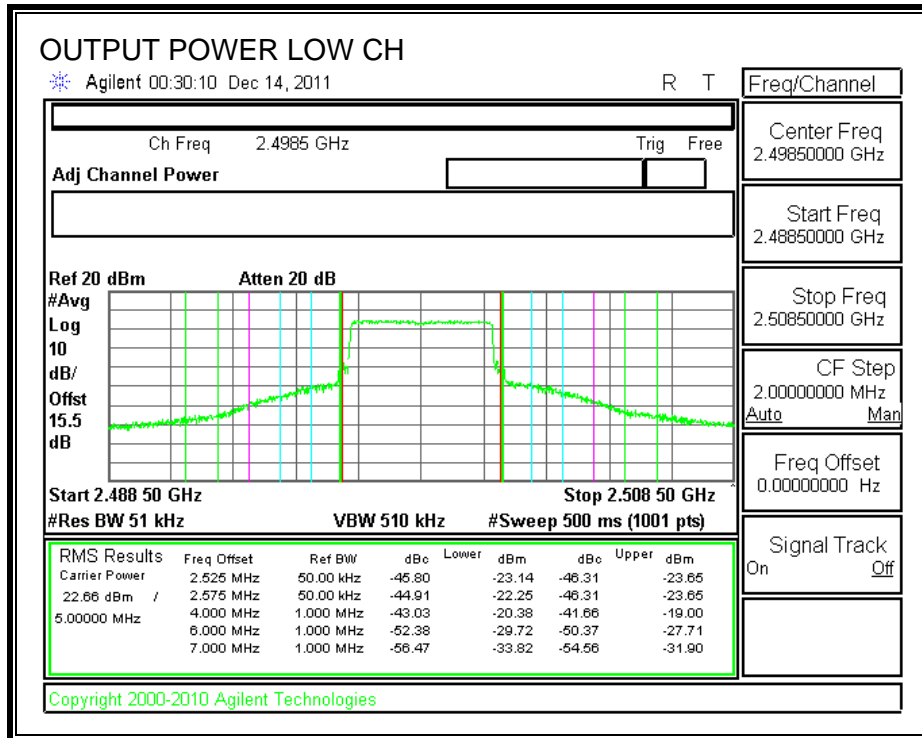 OUTPUT POWER LOW CH
Agilent 00:30:10 Dec 14, 2011 R T
Freq/Channel
Ch Freq 2.4985 GHz Trig Free
Adj Channel Power
Center Freq
2.49850000 GHz
Start Freq
2.48850000 GHz
Stop Freq
2.50850000 GHz
CF Step
2.00000000 MHz
Auto Man
Freq Offset
0.00000000 Hz
Signal Track
On Off
Ref 20 dBm Atten 20 dB
#Avg
Log
10
dB/
Offst
15.5
dB
Start 2.488 50 GHz Stop 2.508 50 GHz ^
#Res BW 51 kHz VBW 510 kHz #Sweep 500 ms (1001 pts)
RMS Results Freq Offset Ref BW dBc Lower dBm dBc Upper dBm
Carrier Power 2.525 MHz 50.00 kHz -45.80 -23.14 -46.31 -23.65
22.66 dBm / 2.575 MHz 50.00 kHz -44.91 -22.25 -46.31 -23.65
5.00000 MHz 4.000 MHz 1.000 MHz -43.03 -20.38 -41.66 -19.00
6.000 MHz 1.000 MHz -52.38 -29.72 -50.37 -27.71
7.000 MHz 1.000 MHz -56.47 -33.82 -54.56 -31.90
Copyright 2000-2010 Agilent Technologies